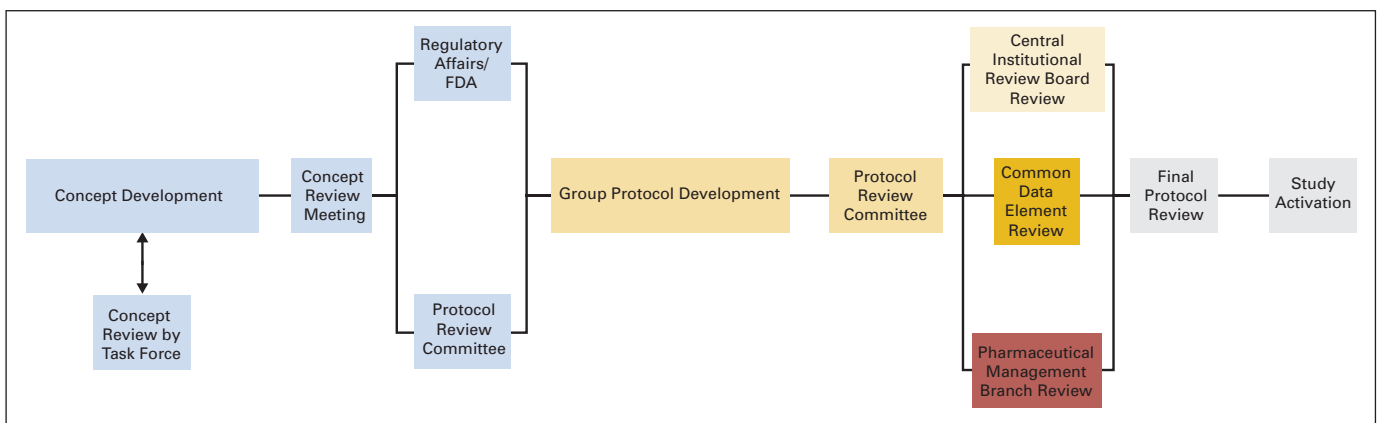 Concept Development
Concept
Review by
Task Force
Concept
Review
Meeting
Regulatory
Affairs/
FDA
Protocol
Review
Committee
Group Protocol Development
Protocol
Review
Committee
Central
Institutional
Review Board
Review
Common
Data
Element
Review
Pharmaceutical
Management
Branch Review
Final
Protocol
Review
Study
Activation